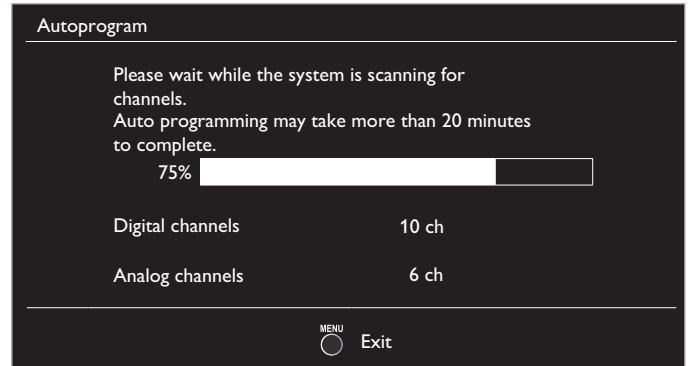 Autoprogram
Please wait while the system is scanning for
channels.
Auto programming may take more than 20 minutes
to complete.
75%
Digital channels 10 ch
Analog channels 6 ch
MENU Exit